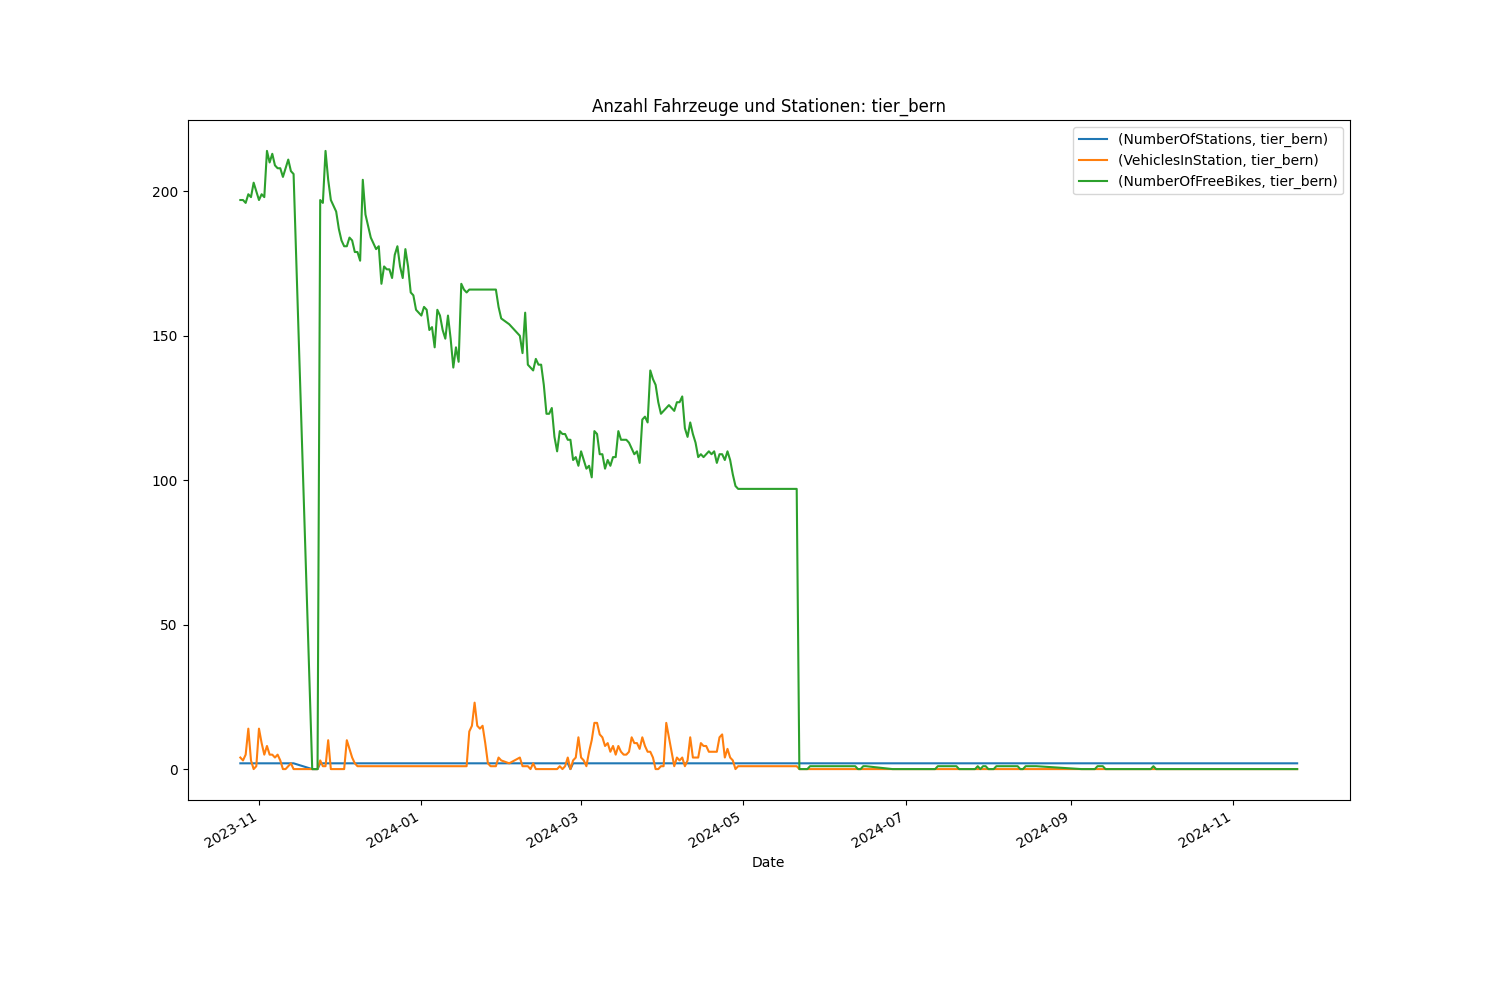 Anzahl Fahrzeuge und Stationen: tier_bern
(NumberOfStations, tier_bern)
(VehiclesInStation, tier_bern)
(NumberOfFreeBikes, tier_bern)
200
150
100
50
0
2023-11
2024-01
2024-03
2024-05
2024-07
2024-09
2024-11
Date